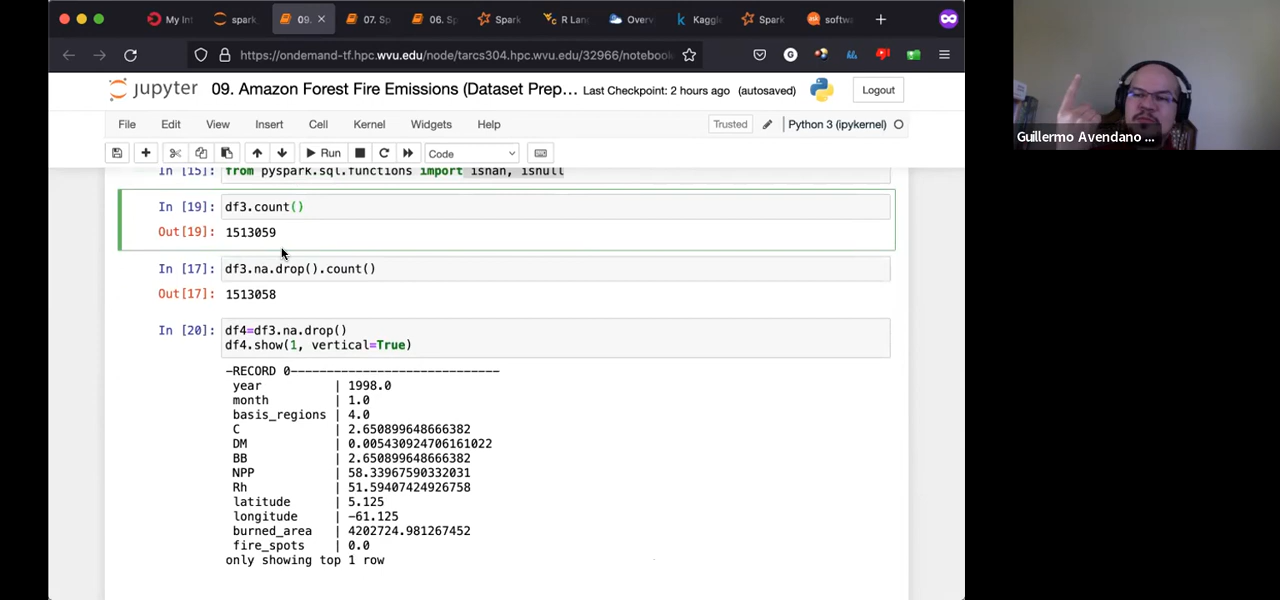 My Int
spark_
09.
07. S
06. S
Spark
R Lang
Overv
Kaggl
Spark
softwa
https://ondemand-tf.hpc.wvu.edu/node/tarcs304.hpc.wvu.edu/32966/notebook
jupyter 09. Amazon Forest Fire Emissions (Dataset Prep... Last Checkpoint: 2 hours ago (autosaved)
Logout
File Edit View Insert Cell Kernel Widgets Help
Trusted
Python 3 (ipykernel)
Run
Code
In [15]: from pyspark.sql.functions import isnan, isnull
In [19]: df3.count()
Out[19]: 1513059
In [17]: df3.na.drop().count()
Out[17]: 1513058
In [20]: df4=df3.na.drop()
df4.show(1, vertical=True)
-RECORD 0----------------------------
year | 1998.0
month | 1.0
basis_regions | 4.0
C | 2.650899648666382
DM | 0.005430924706161022
BB | 2.650899648666382
NPP | 58.33967590332031
Rh | 51.59407424926758
latitude | 5.125
longitude | -61.125
burned_area | 4202724.981267452
fire_spots | 0.0
only showing top 1 row
Guillermo Avendano ...